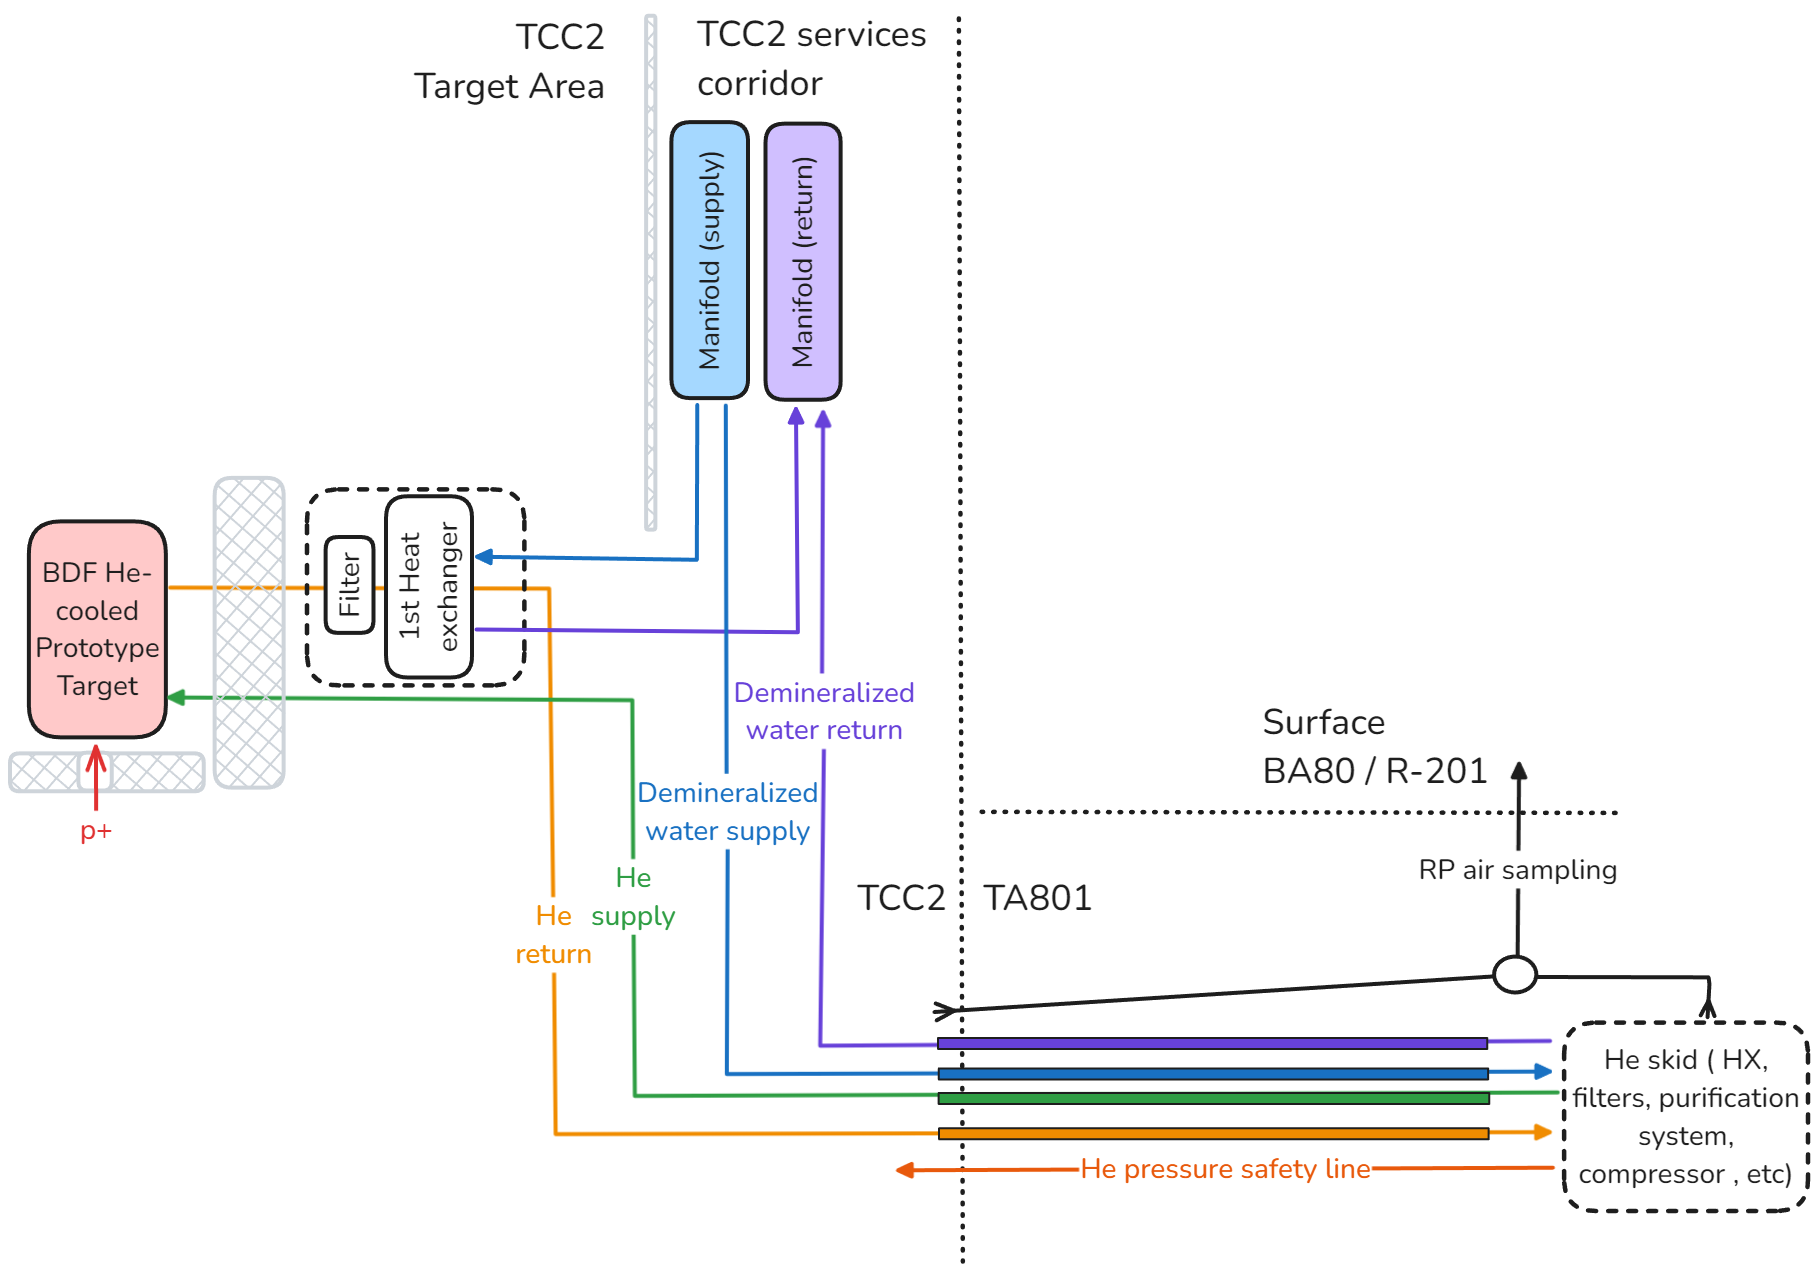 TCC2
Target Area
TCC2 services
corridor
Manifold (supply)
Manifold (return)
BDF He-
cooled
Prototype
Target
Filter
1st Heat
exchanger
p+
Demineralized
water return
Demineralized
water supply
He
supply
He
return
Surface
BA80 / R-201
RP air sampling
TCC2
TA801
He skid ( HX,
filters, purification
system,
compressor , etc)
He pressure safety line